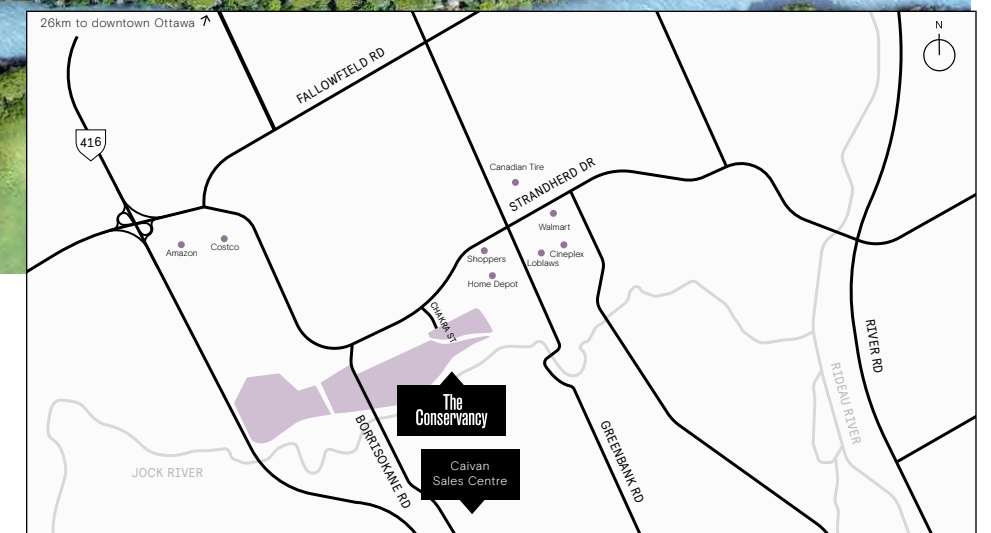 26km to downtown Ottawa
N
FALLOWFIELD RD
416
Canadian Tire
STRANDHERD DR
Walmart
Amazon
Costco
Shoppers
Cineplex
Loblaws
Home Depot
CHAKRA ST
RIVER RD
RIDEAU RIVER
The
Conservancy
BORRISOKANE RD
GREENBANK RD
Caivan
Sales Centre
JOCK RIVER